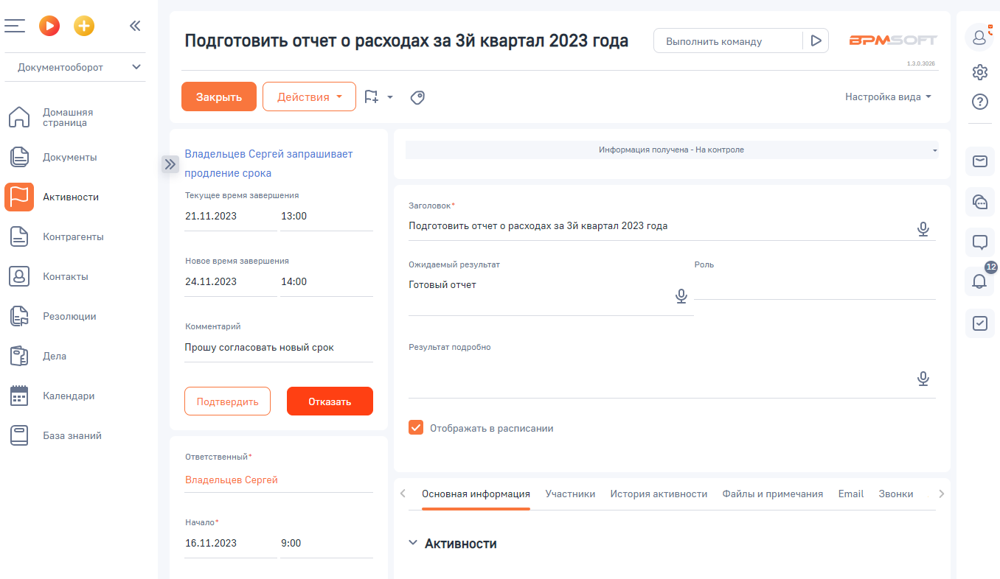 Документооборот
Домашняя
страница
Документы
Активности
Контрагенты
Контакты
Резолюции
Дела
Календари
База знаний
Подготовить отчет о расходах за 3й квартал 2023 года
Выполнить команду
BPMSOFT
1.3.0.3026
Закрыть
Действия
Настройка вида
Владельцев Сергей запрашивает
продление срока
Текущее время завершения
21.11.2023 13:00
Новое время завершения
24.11.2023 14:00
Комментарий
Прошу согласовать новый срок
Подтвердить Отказать
Ответственный*
Владельцев Сергей
Начало*
16.11.2023 9:00
Информация получена - На контроле
Заголовок*
Подготовить отчет о расходах за 3й квартал 2023 года
Ожидаемый результат Роль
Готовый отчет
Результат подробно
Отображать в расписании
Основная информация Участники История активности Файлы и примечания Email Звонки
Активности
12